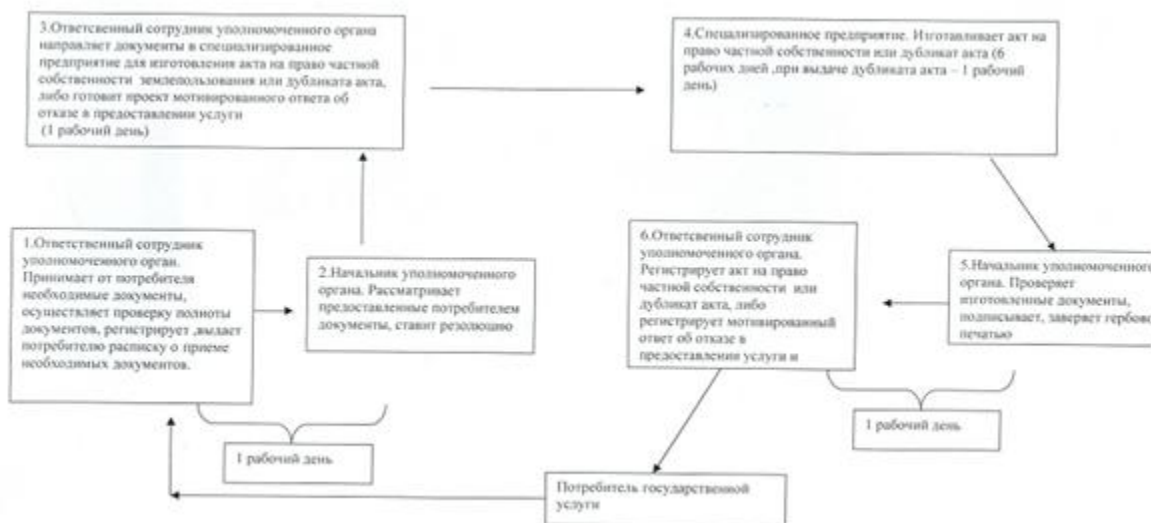 3.Ответсвенный сотрудник уполномоченного органа
направляет документы в специализированное
предприятие для изготовления акта на право частной
собственности землепользования или дубликата акта,
либо готовит проект мотивированного ответа об
отказе в предоставлении услуги
(1 рабочий день)
4.Спецализированное предприятие. Изготавливает акт на
право частной собственности или дубликат акта (6
рабочих дней ,при выдаче дубликата акта – 1 рабочий
день)
1.Ответственный сотрудник
уполномоченного орган.
Принимает от потребителя
необходимые документы,
осуществляет проверку полноты
документов, регистрирует ,выдает
потребителю расписку о приеме
необходимых документов.
2.Начальник уполномоченного
органа. Рассматривает
предоставленные потребителем
документы, ставит резолюцию
6.Ответсвенный сотрудник
уполномоченного органа.
Регистрирует акт на право
частной собственности или
дубликат акта, либо
регистрирует мотивированный
ответ об отказе в
предоставлении услуги и
5.Начальник уполномоченного
органа. Проверяет
изготовленные документы,
подписывает, заверяет гербово
печатью
1 рабочий день
1 рабочий день
Потребитель государственной
услуги